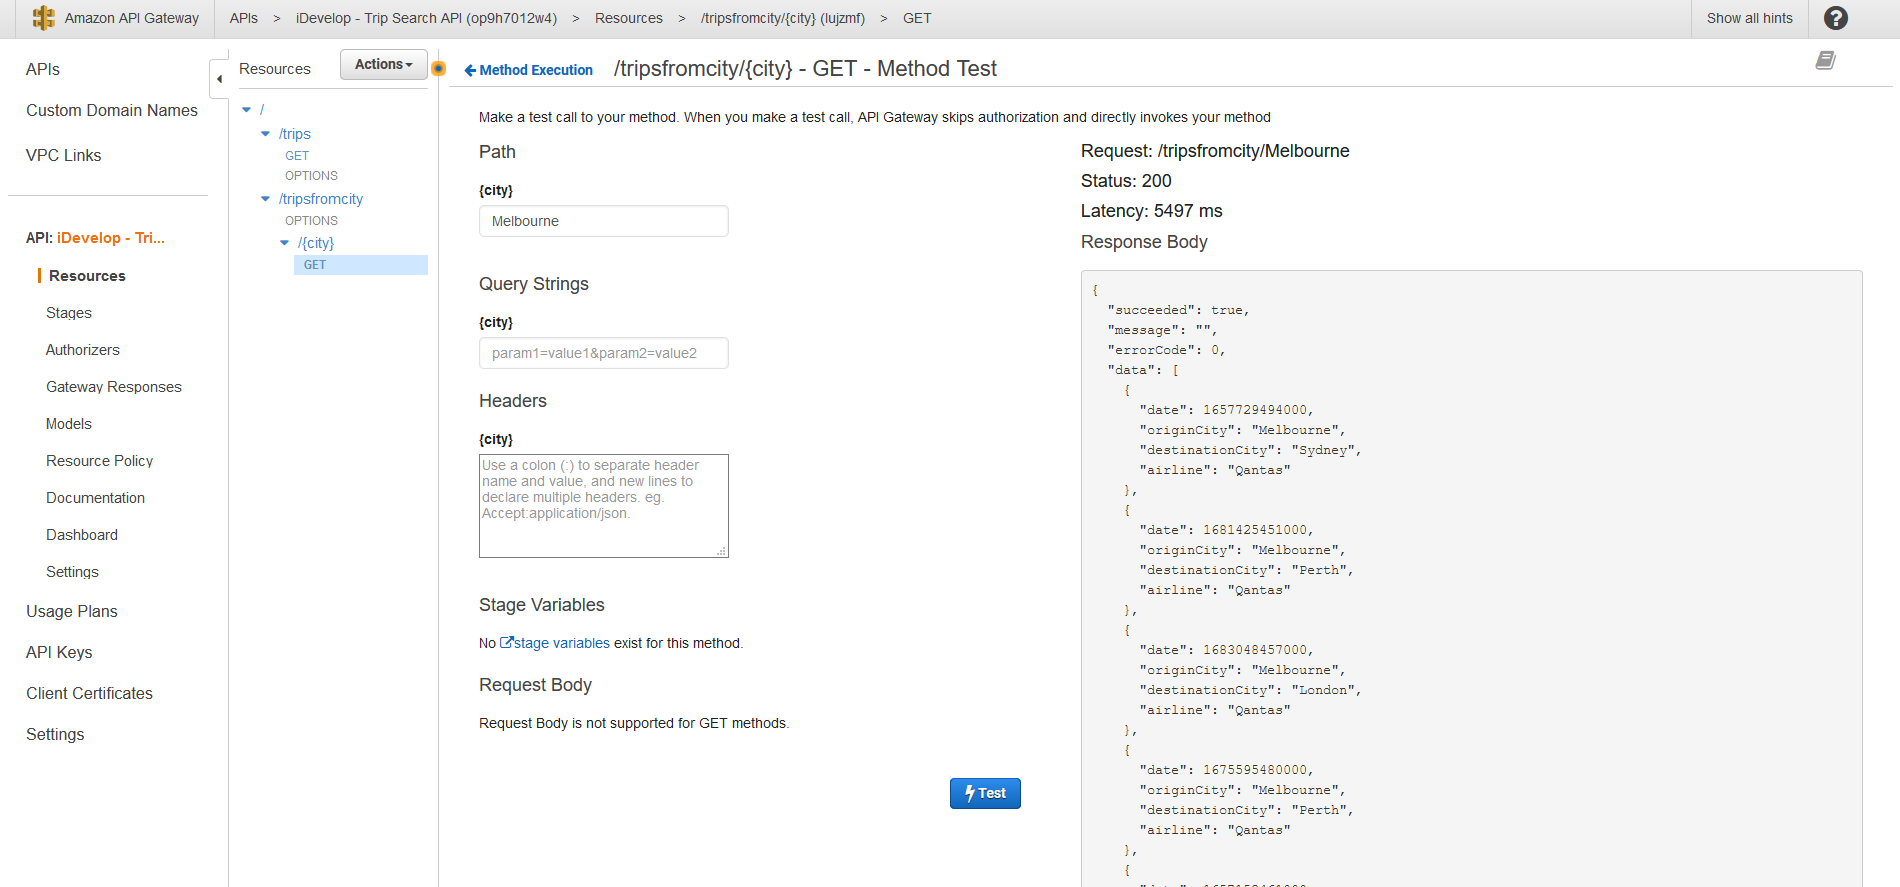 Amazon API Gateway
APIs > iDevelop - Trip Search API (op9h7012w4) > Resources > /tripsfromcity/{city} (lujzmf) > GET
Show all hints
?
APIs
Custom Domain Names
VPC Links
API: iDevelop - Tri...
Resources
Stages
Authorizers
Gateway Responses
Models
Resource Policy
Documentation
Dashboard
Settings
Usage Plans
API Keys
Client Certificates
Settings
Resources
Actions
/
/trips
GET
OPTIONS
/tripsfromcity
OPTIONS
/{city}
GET
Method Execution
/tripsfromcity/{city} - GET - Method Test
Make a test call to your method. When you make a test call, API Gateway skips authorization and directly invokes your method
Path
{city}
Melbourne
Query Strings
{city}
param1=value1&param2=value2
Headers
{city}
Use a colon (:) to separate header
name and value, and new lines to
declare multiple headers. eg.
Accept:application/json.
Stage Variables
No stage variables exist for this method.
Request Body
Request Body is not supported for GET methods.
Test
Request: /tripsfromcity/Melbourne
Status: 200
Latency: 5497 ms
Response Body
{
"succeeded": true,
"message": "",
"errorCode": 0,
"data": [
{
"date": 1657729494000,
"originCity": "Melbourne",
"destinationCity": "Sydney",
"airline": "Qantas"
},
{
"date": 1681425451000,
"originCity": "Melbourne",
"destinationCity": "Perth",
"airline": "Qantas"
},
{
"date": 1683048457000,
"originCity": "Melbourne",
"destinationCity": "London",
"airline": "Qantas"
},
{
"date": 1675595480000,
"originCity": "Melbourne",
"destinationCity": "Perth",
"airline": "Qantas"
},
{